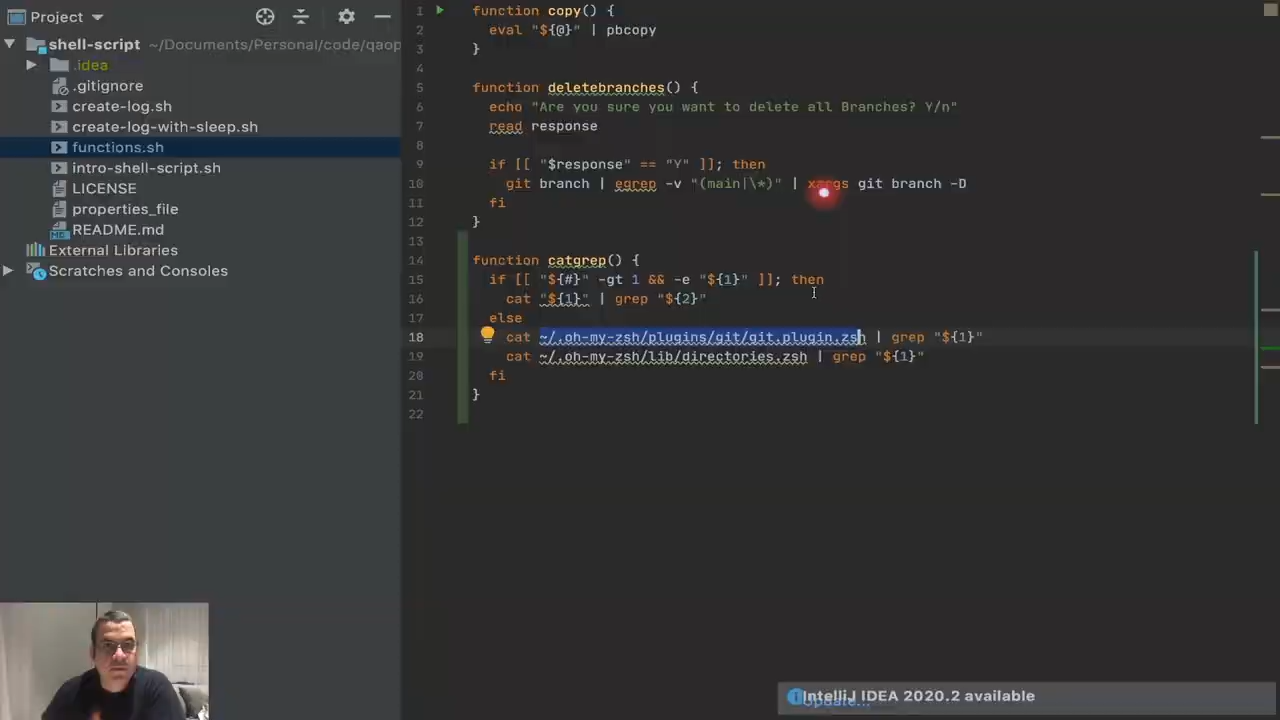 Project
shell-script ~/Documents/Personal/code/qaop
.idea
.gitignore
create-log.sh
create-log-with-sleep.sh
functions.sh
intro-shell-script.sh
LICENSE
properties_file
README.md
External Libraries
Scratches and Consoles
1 function copy() {
2 eval "${@}" | pbcopy
3 }
4
5 function deletebranches() {
6 echo "Are you sure you want to delete all Branches? Y/n"
7 read response
8
9 if [[ "$response" == "Y" ]]; then
10 git branch | egrep -v "(main|\*)" | xargs git branch -D
11 fi
12 }
13
14 function catgrep() {
15 if [[ "${#}" -gt 1 && -e "${1}" ]]; then
16 cat "${1}" | grep "${2}"
17 else
18 cat ~/.oh-my-zsh/plugins/git/git.plugin.zsh | grep "${1}"
19 cat ~/.oh-my-zsh/lib/directories.zsh | grep "${1}"
20 fi
21 }
22
IntelliJ IDEA 2020.2 available
Update...